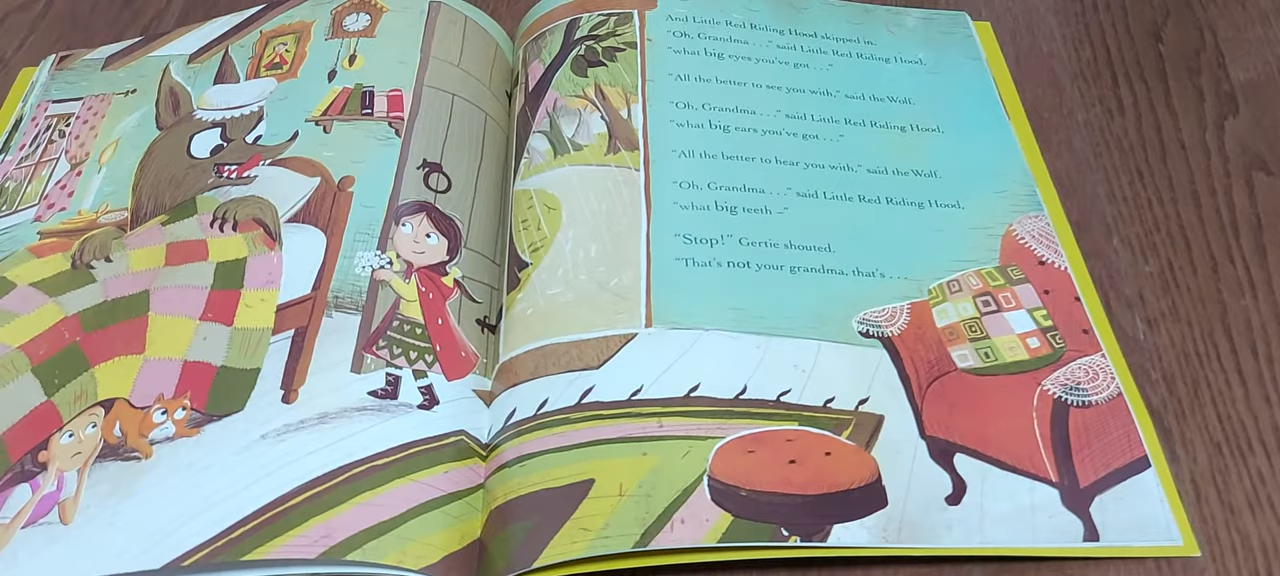 And Little Red Riding Hood skipped in.
"Oh, Grandma . . ." said Little Red Riding Hood,
"what big eyes you've got . . ."
"All the better to see you with," said the Wolf.
"Oh, Grandma . . ." said Little Red Riding Hood,
"what big ears you've got . . ."
"All the better to hear you with," said the Wolf.
"Oh, Grandma . . ." said Little Red Riding Hood,
"what big teeth –"
"Stop!" Gertie shouted.
"That's not your grandma, that's . . . .